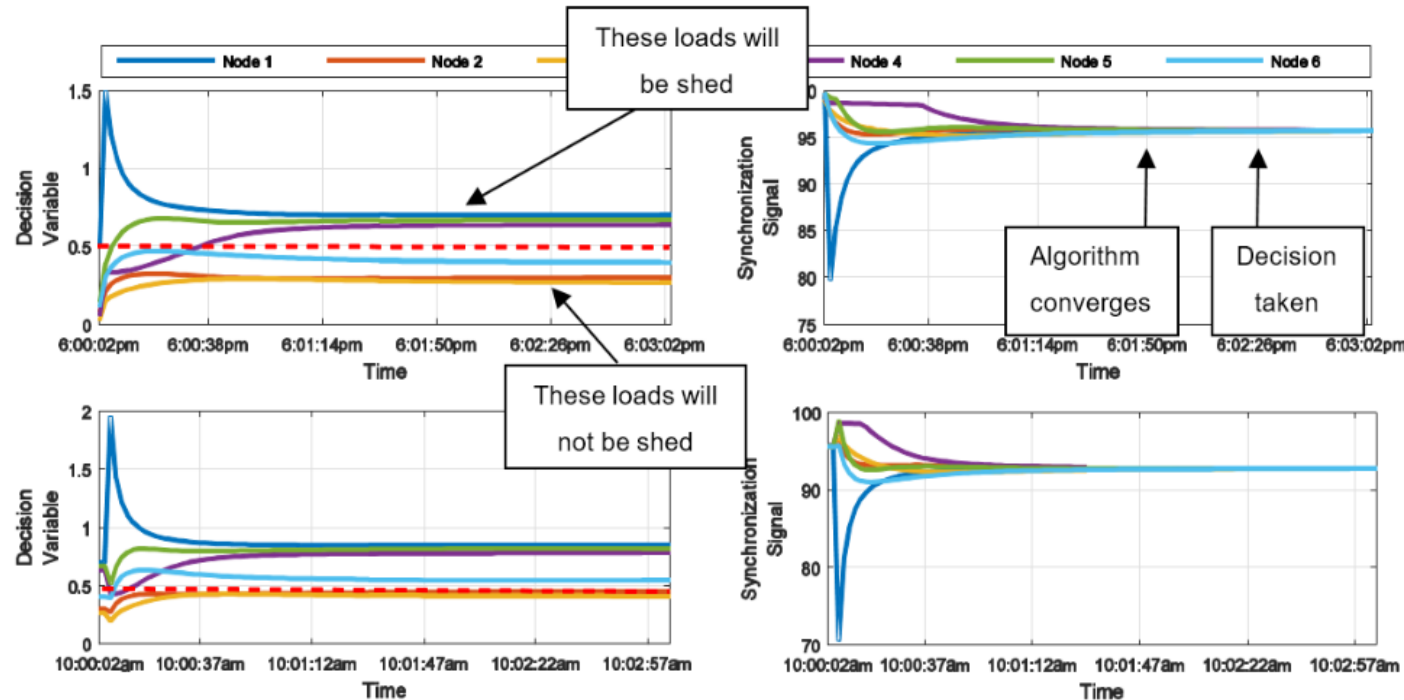 These loads will
be shed
Node 1
Node 2
Node 4
Node 5
Node 6
1.5
1
0.5
0
Decision
Variable
6:00:02pm
6:00:38pm
6:01:14pm
6:01:50pm
6:02:26pm
6:03:02pm
Time
95
90
85
80
75
Synchronization
Signal
Algorithm
converges
Decision
taken
6:00:02pm
6:00:38pm
6:01:14pm
6:01:50pm
6:02:26pm
6:03:02pm
Time
These loads will
not be shed
2
1.5
1
0.5
0
Decision
Variable
10:00:02am
10:00:37am
10:01:12am
10:01:47am
10:02:22am
10:02:57am
Time
100
90
80
70
Synchronization
Signal
10:00:02am
10:00:37am
10:01:12am
10:01:47am
10:02:22am
10:02:57am
Time